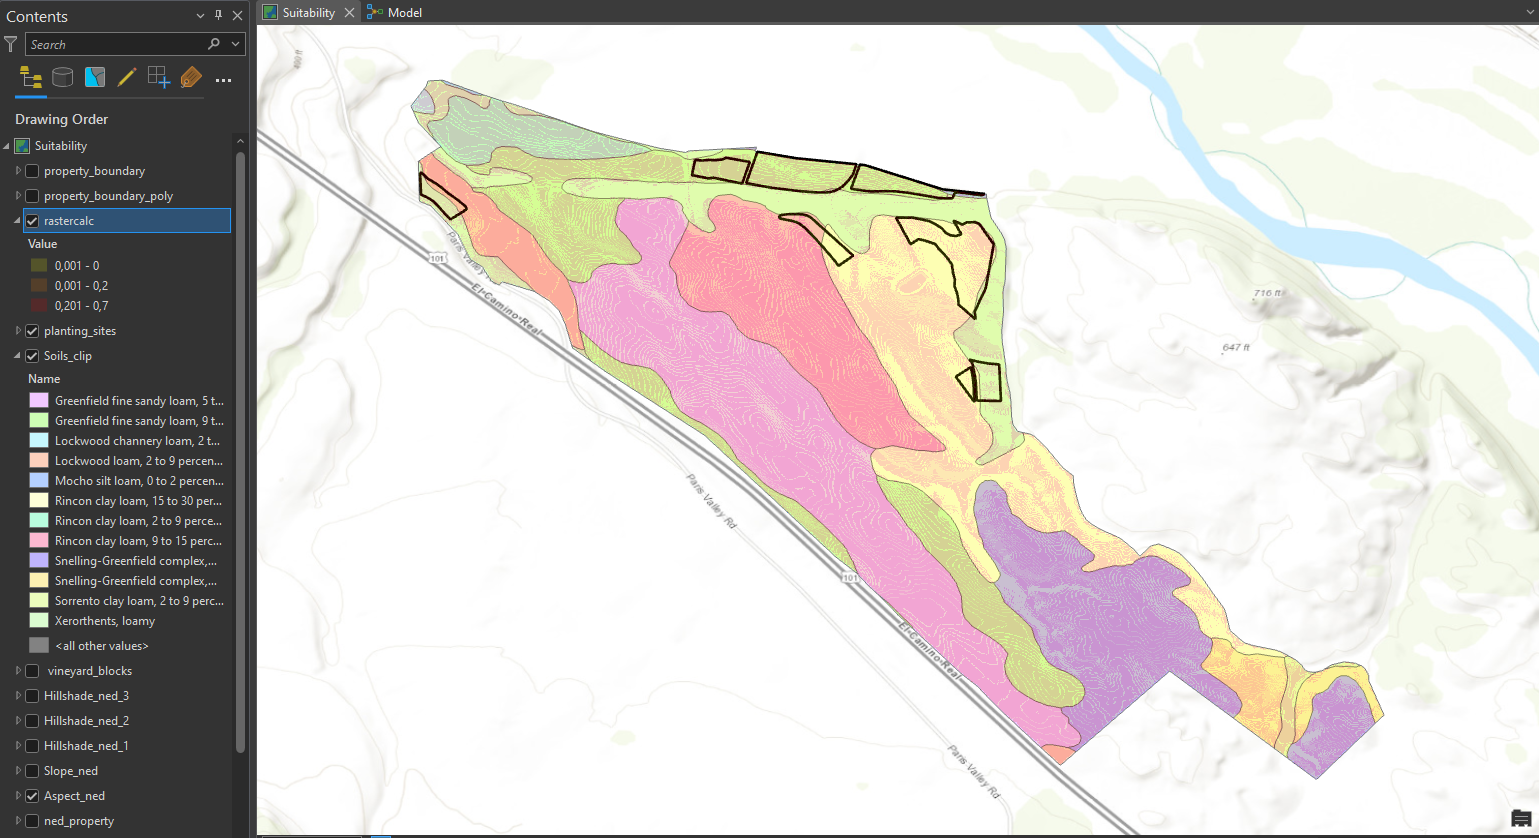 Contents
Search
Drawing Order
Suitability
property_boundary
property_boundary_poly
rastercalc
Value
0,001 - 0
0,001 - 0,2
0,201 - 0,7
planting_sites
Soils_clip
Name
Greenfield fine sandy loam, 5 t...
Greenfield fine sandy loam, 9 t...
Lockwood channery loam, 2 t...
Lockwood loam, 2 to 9 percen...
Mocho silt loam, 0 to 2 percen...
Rincon clay loam, 15 to 30 per...
Rincon clay loam, 2 to 9 perce...
Rincon clay loam, 9 to 15 perc...
Snelling-Greenfield complex,...
Snelling-Greenfield complex,...
Sorrento clay loam, 2 to 9 perc...
Xerorthents, loamy
<all other values>
vineyard_blocks
Hillshade_ned_3
Hillshade_ned_2
Hillshade_ned_1
Slope_ned
Aspect_ned
ned_property
Suitability
Model
Paris Valley
101
El-Camino-Real
716 ft
647 ft
Paris Valley Rd
101
El-Camino-Real
Paris Valley Rd